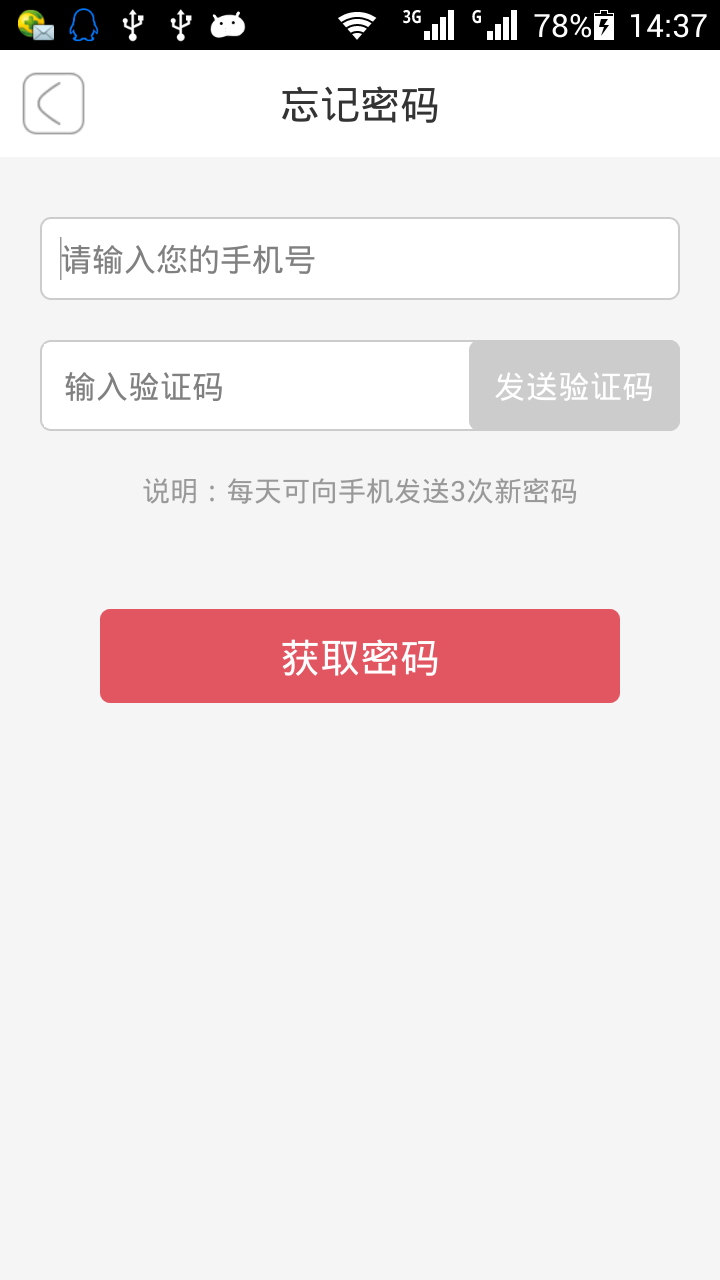 3G G 78% 14:37
忘记密码
请输入您的手机号
输入验证码 发送验证码
说明：每天可向手机发送3次新密码
获取密码